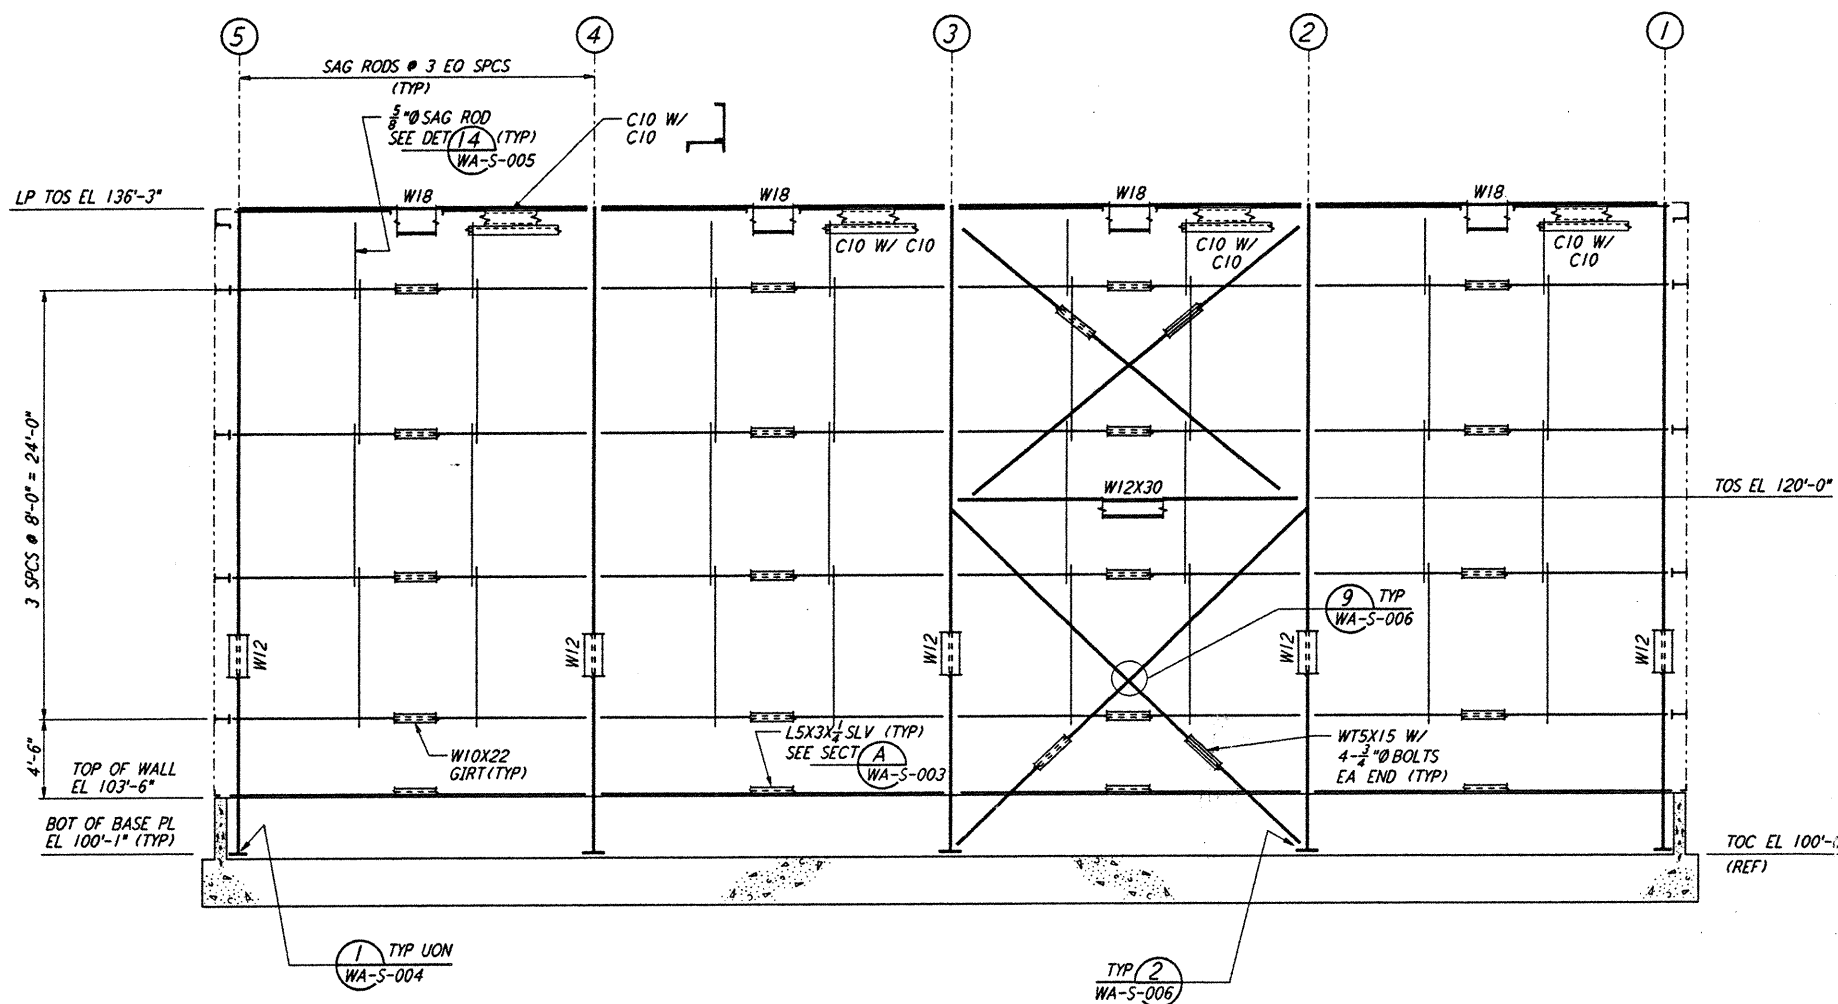 5
4
3
2
1
SAG RODS @ 3 EQ SPCS
(TYP)
5/8"Ø SAG ROD
SEE DET 14 (TYP)
WA-S-005
C10 W/
C10
LP TOS EL 136'-3"
W18
W18
W18
W18
C10 W/ C10
C10 W/
C10
C10 W/
C10
3 SPCS @ 8'-0" = 24'-0"
W12X30
TOS EL 120'-0"
9 TYP
WA-S-006
W12
W12
W12
W12
W12
4'-6"
W10X22
GIRT(TYP)
L5X3X1/4 SLV (TYP)
SEE SECT A
WA-S-003
WT5X15 W/
4-3/4"Ø BOLTS
EA END (TYP)
TOP OF WALL
EL 103'-6"
BOT OF BASE PL
EL 100'-1" (TYP)
TOC EL
(REF)
1 TYP UON
WA-S-004
TYP 2
WA-S-006